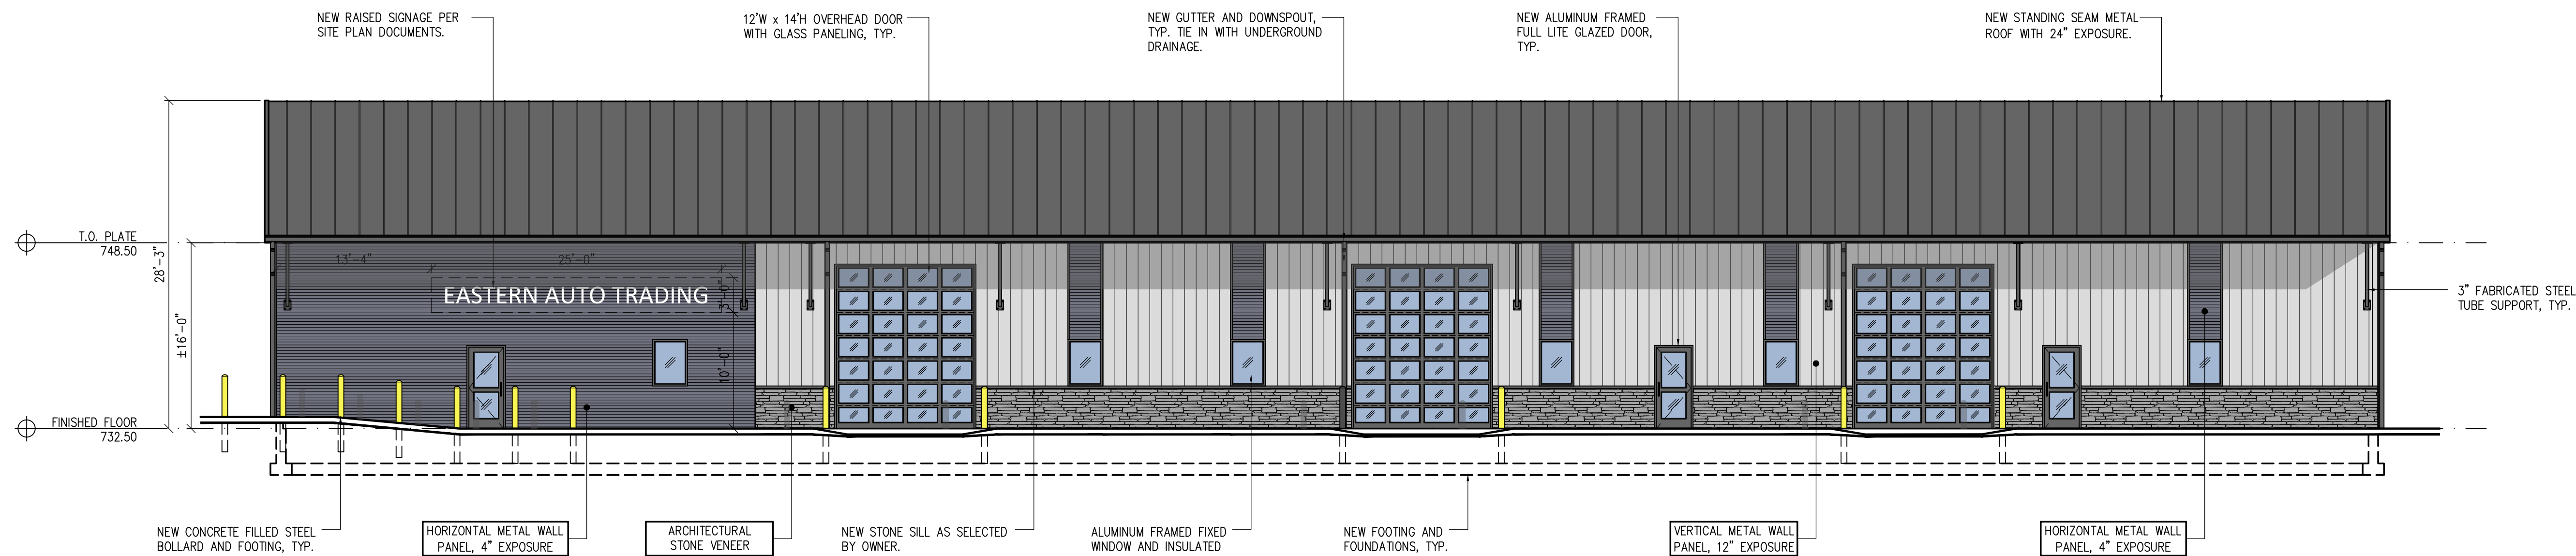 NEW RAISED SIGNAGE PER
SITE PLAN DOCUMENTS.
12'W x 14'H OVERHEAD DOOR
WITH GLASS PANELING, TYP.
NEW GUTTER AND DOWNSPOUT,
TYP. TIE IN WITH UNDERGROUND
DRAINAGE.
NEW ALUMINUM FRAMED
FULL LITE GLAZED DOOR,
TYP.
NEW STANDING SEAM METAL
ROOF WITH 24" EXPOSURE.
T.O. PLATE
748.50
28'-3"
±16'-0"
13'-4"
25'-0"
EASTERN AUTO TRADING
3'-0"
10'-0"
3" FABRICATED STEEL
TUBE SUPPORT, TYP.
FINISHED FLOOR
732.50
NEW CONCRETE FILLED STEEL
BOLLARD AND FOOTING, TYP.
HORIZONTAL METAL WALL
PANEL, 4" EXPOSURE
ARCHITECTURAL
STONE VENEER
NEW STONE SILL AS SELECTED
BY OWNER.
ALUMINUM FRAMED FIXED
WINDOW AND INSULATED
NEW FOOTING AND
FOUNDATIONS, TYP.
VERTICAL METAL WALL
PANEL, 12" EXPOSURE
HORIZONTAL METAL WALL
PANEL, 4" EXPOSURE